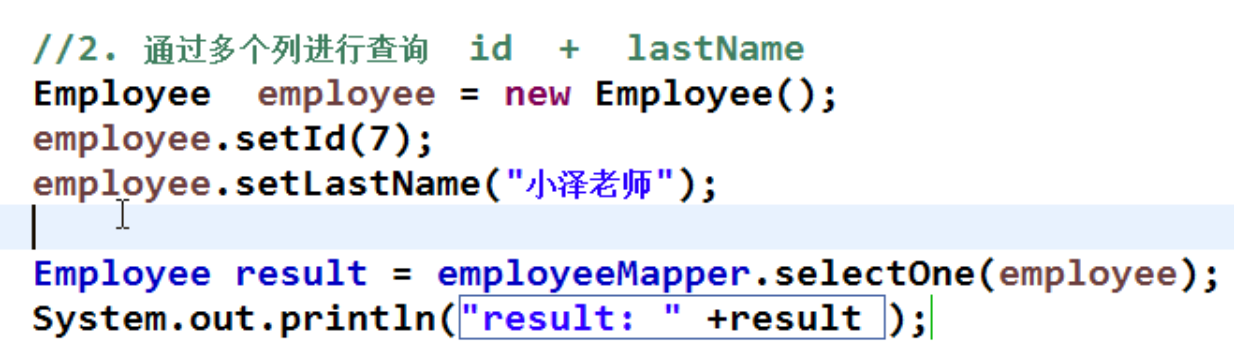 //2. 通过多个列进行查询 id + lastName
Employee employee = new Employee();
employee.setId(7);
employee.setLastName("小泽老师");
Employee result = employeeMapper.selectOne(employee);
System.out.println("result: " +result );